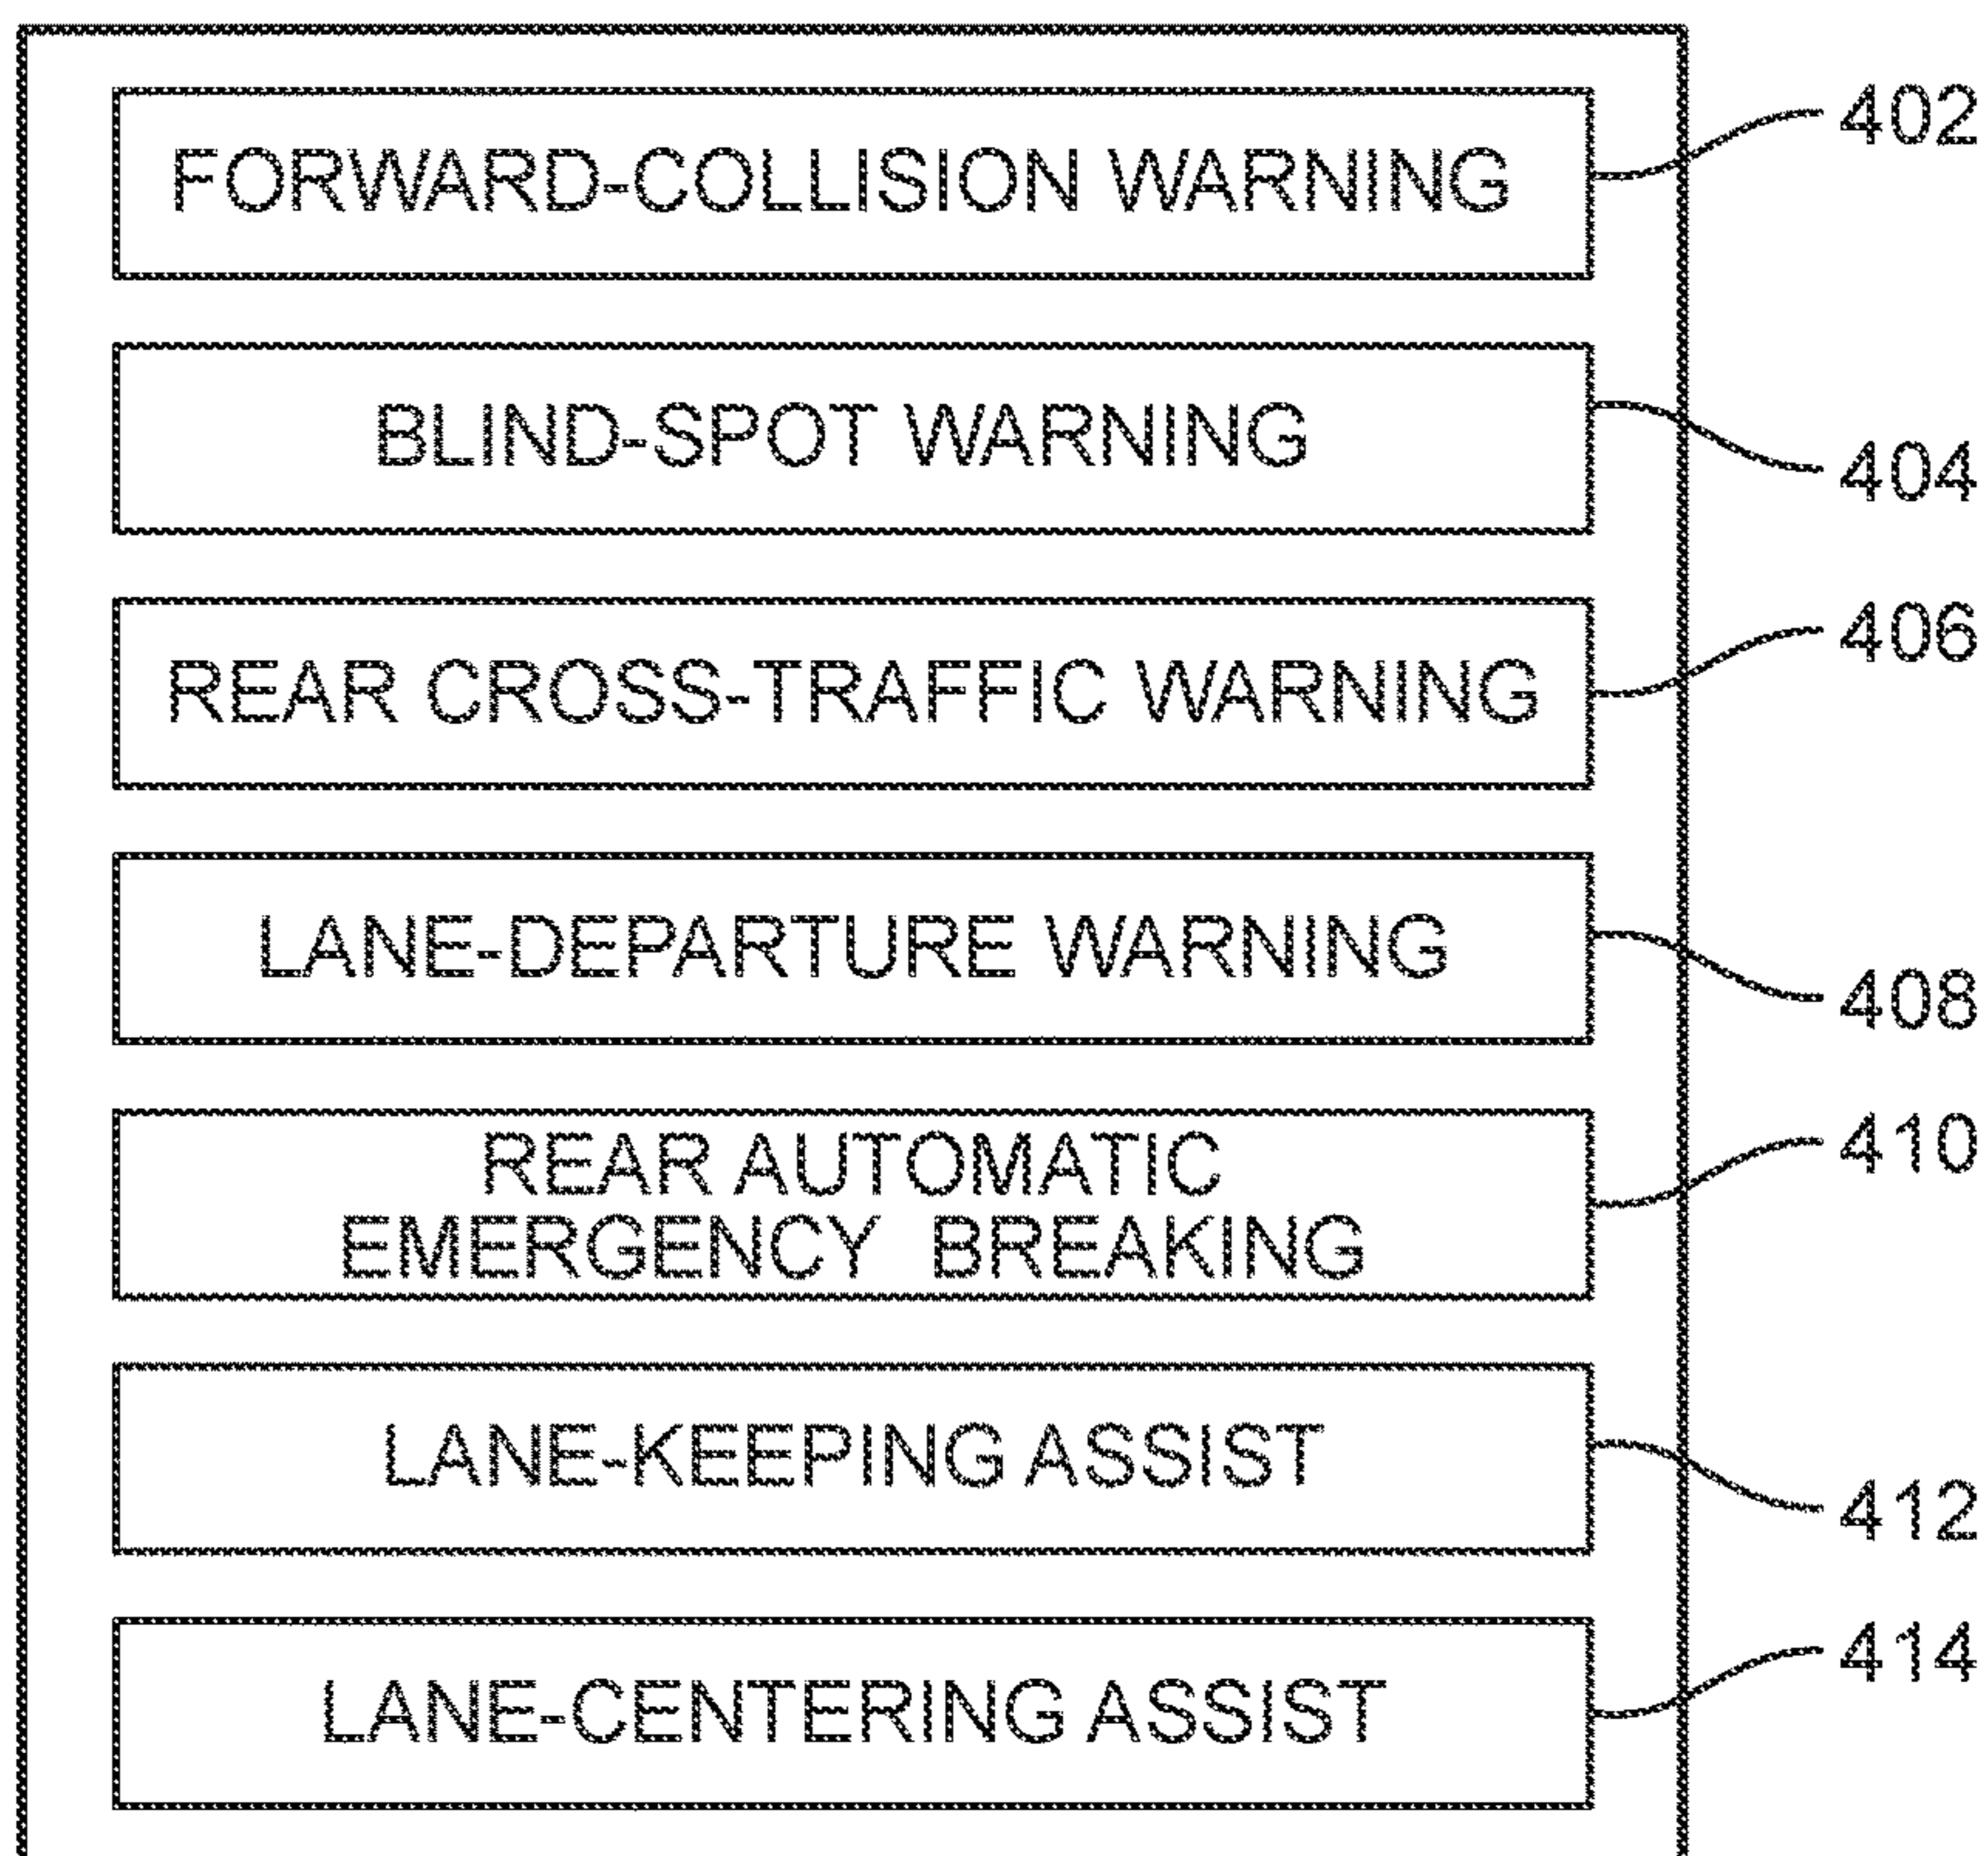 FORWARD-COLLISION WARNING
402
BLIND-SPOT WARNING
404
REAR CROSS-TRAFFIC WARNING
406
LANE-DEPARTURE WARNING
408
REAR AUTOMATIC
EMERGENCY BREAKING
410
LANE-KEEPING ASSIST
412
LANE-CENTERING ASSIST
414